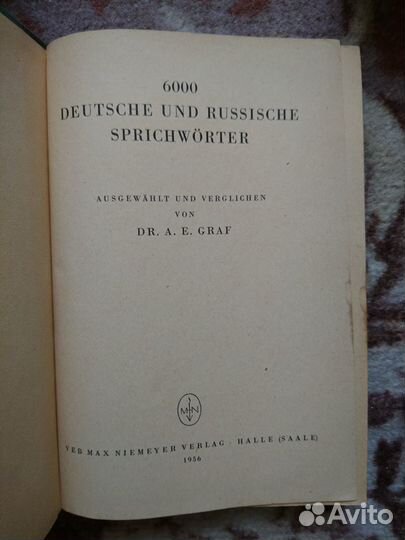 6000
DEUTSCHE UND RUSSISCHE
SPRICHWÖRTER
AUSGEWÄHLT UND VERGLICHEN
VON
DR. A. E. GRAF
MN
VEB MAX NIEMEYER VERLAG · HALLE (SAALE)
1956
Avito